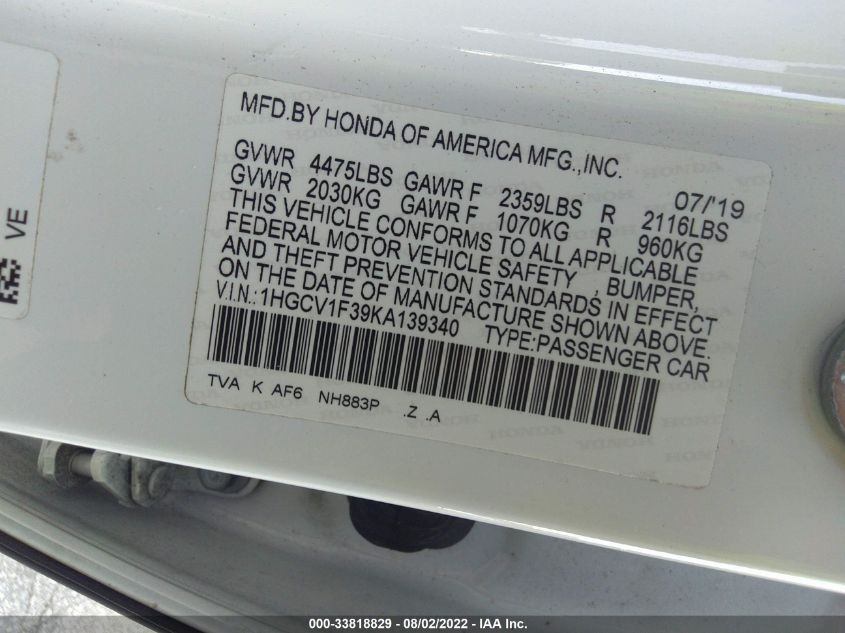 VE
MFD.BY HONDA OF AMERICA MFG.,INC.
07/'19
GVWR 4475LBS GAWR F 2359LBS R 2116LBS
GVWR 2030KG GAWR F 1070KG R 960KG
THIS VEHICLE CONFORMS TO ALL APPLICABLE
FEDERAL MOTOR VEHICLE SAFETY , BUMPER,
AND THEFT PREVENTION STANDARDS IN EFFECT
ON THE DATE OF MANUFACTURE SHOWN ABOVE.
V.I.N.:1HGCV1F39KA139340 TYPE:PASSENGER CAR
TVA K AF6 NH883P .Z .A
000-33818829 - 08/02/2022 - IAA Inc.